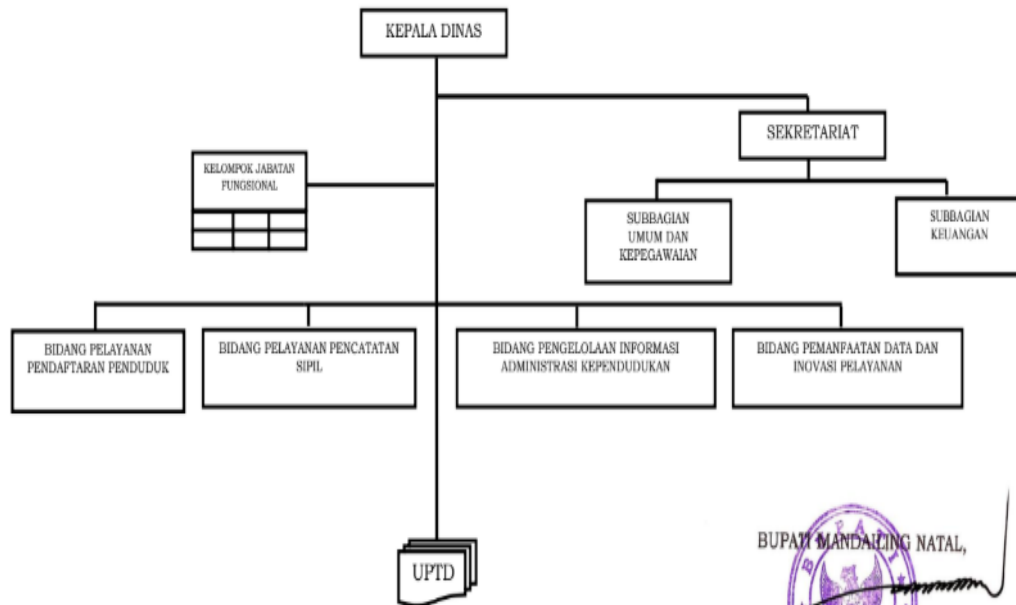 KEPALA DINAS
SEKRETARIAT
KELOMPOK JABATAN
FUNGSIONAL
SUBBAGIAN
UMUM DAN
KEPEGAWAIAN
SUBBAGIAN
KEUANGAN
BIDANG PELAYANAN
PENDAFTARAN PENDUDUK
BIDANG PELAYANAN PENCATATAN
SIPIL
BIDANG PENGELOLAAN INFORMASI
ADMINISTRASI KEPENDUDUKAN
BIDANG PEMANFAATAN DATA DAN
INOVASI PELAYANAN
UPTD
BUPATI MANDAILING NATAL,
BUPATI